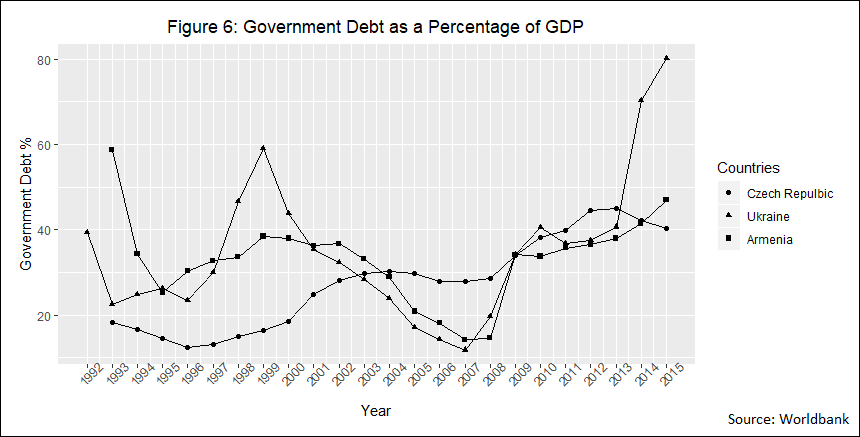 Figure 6: Government Debt as a Percentage of GDP
Government Debt %
80
60
40
20
1992 1993 1994 1995 1996 1997 1998 1999 2000 2001 2002 2003 2004 2005 2006 2007 2008 2009 2010 2011 2012 2013 2014 2015
Year
Countries
Czech Repulbic
Ukraine
Armenia
Source: Worldbank